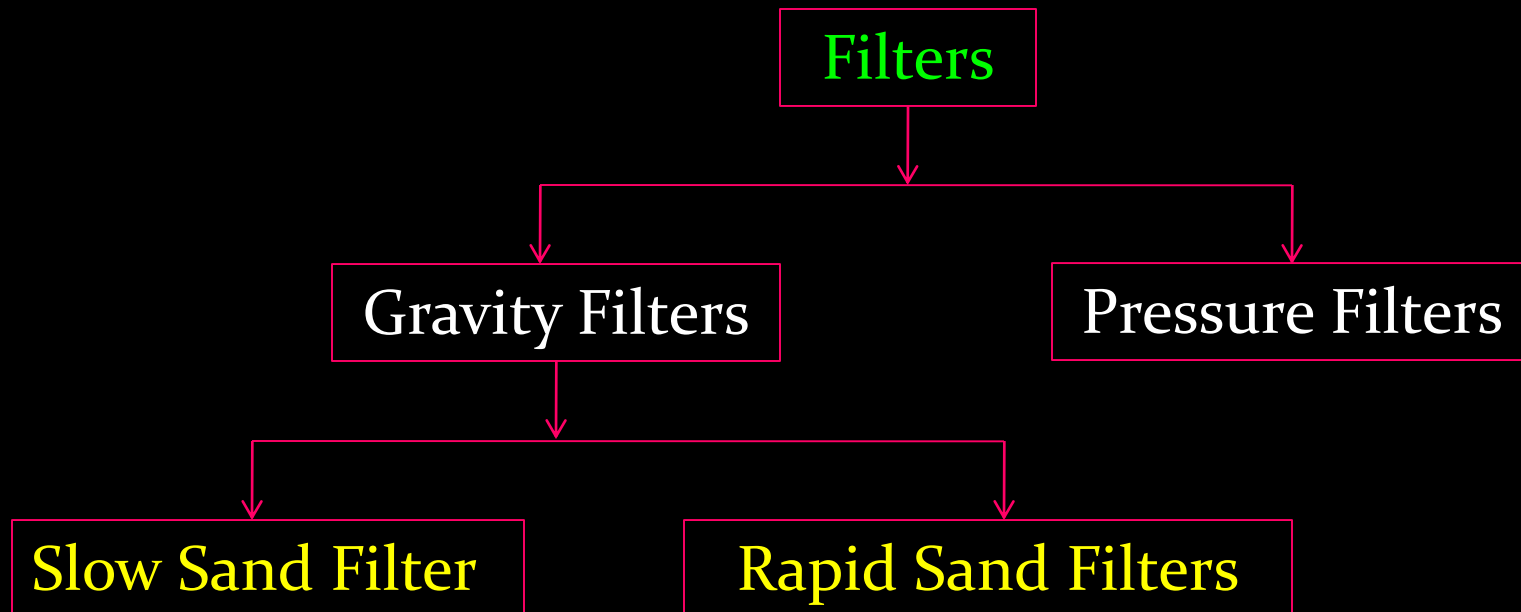 Filters
Gravity Filters
Pressure Filters
Slow Sand Filter
Rapid Sand Filters